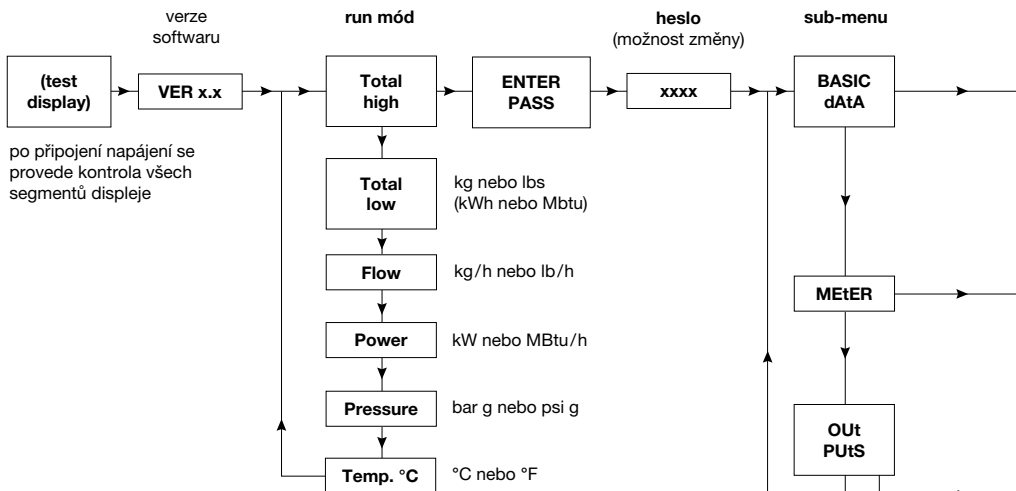 verze
softwaru
run mód
heslo
(možnost změny)
sub-menu
(test
display)
VER x.x
Total
high
ENTER
PASS
xxxx
BASIC
dAtA
po připojení napájení se
provede kontrola všech
segmentů displeje
Total
low
kg nebo lbs
(kWh nebo Mbtu)
Flow
kg/h nebo lb/h
MEtER
Power
kW nebo MBtu/h
Pressure
bar g nebo psi g
OUt
PUtS
Temp. °C
°C nebo °F